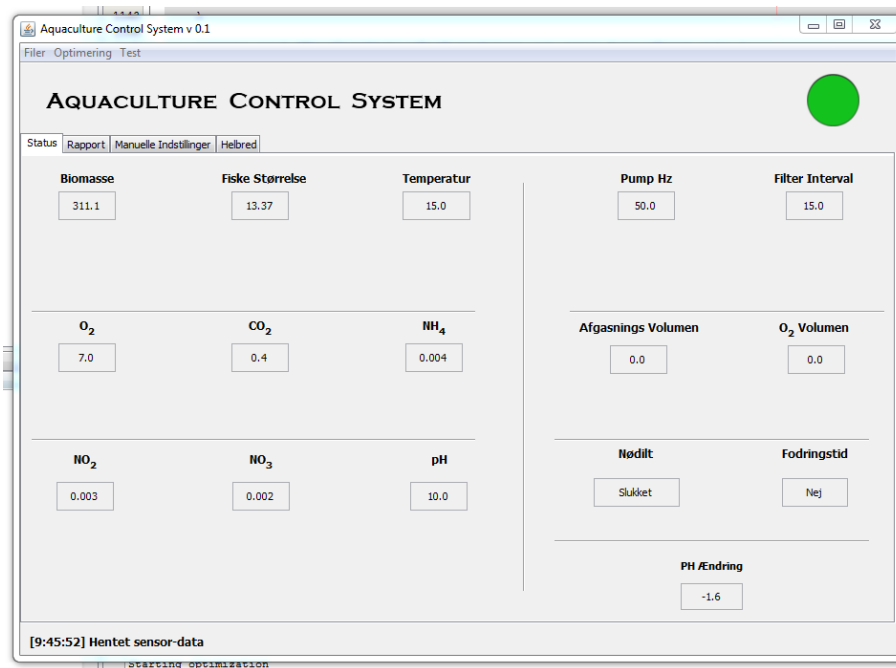 Aquaculture Control System v 0.1
Filer Optimering Test
AQUACULTURE CONTROL SYSTEM
Status Rapport Manuelle Indstillinger Helbred
Biomasse Fiske Størrelse Temperatur Pump Hz Filter Interval
311.1 13.37 15.0 50.0 15.0
O2 CO2 NH4 Afgasnings Volumen O2 Volumen
7.0 0.4 0.004 0.0 0.0
NO2 NO3 pH Nødilt Fodringstid
0.003 0.002 10.0 Slukket Nej
PH Ændring
-1.6
[9:45:52] Hentet sensor-data
Starting optimization